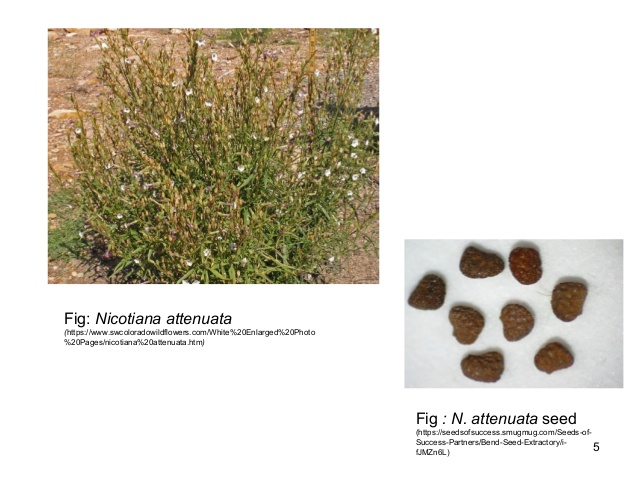 Fig: Nicotiana attenuata
(https://www.swcoloradowildflowers.com/White%20Enlarged%20Photo
%20Pages/nicotiana%20attenuata.htm)
Fig : N. attenuata seed
(https://seedsofsuccess.smugmug.com/Seeds-of-
Success-Partners/Bend-Seed-Extractory/i-
fJMZn6L)
5